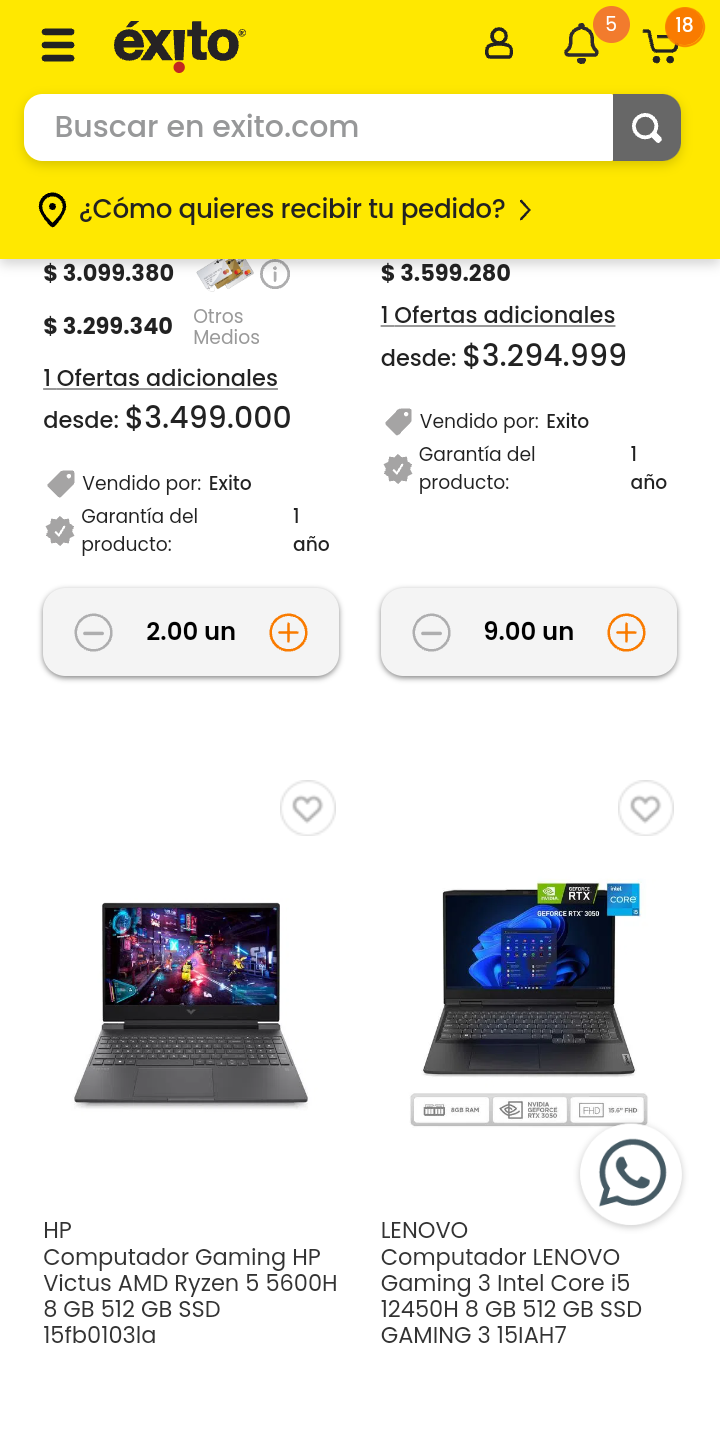 éxito
5
18
Buscar en exito.com
¿Cómo quieres recibir tu pedido?
$ 3.099.380
$ 3.299.340
Otros
Medios
1 Ofertas adicionales
desde: $3.499.000
Vendido por: Exito
Garantía del
producto:
1
año
2.00 un
$ 3.599.280
1 Ofertas adicionales
desde: $3.294.999
Vendido por: Exito
Garantía del
producto:
1
año
9.00 un
NVIDIA
GEFORCE
RTX
intel
CORE
i5
GEFORCE RTX™ 3050
8GB RAM
NVIDIA
GEFORCE
RTX 3050
FHD
15.6" FHD
HP
Computador Gaming HP
Victus AMD Ryzen 5 5600H
8 GB 512 GB SSD
15fb0103la
LENOVO
Computador LENOVO
Gaming 3 Intel Core i5
12450H 8 GB 512 GB SSD
GAMING 3 15IAH7